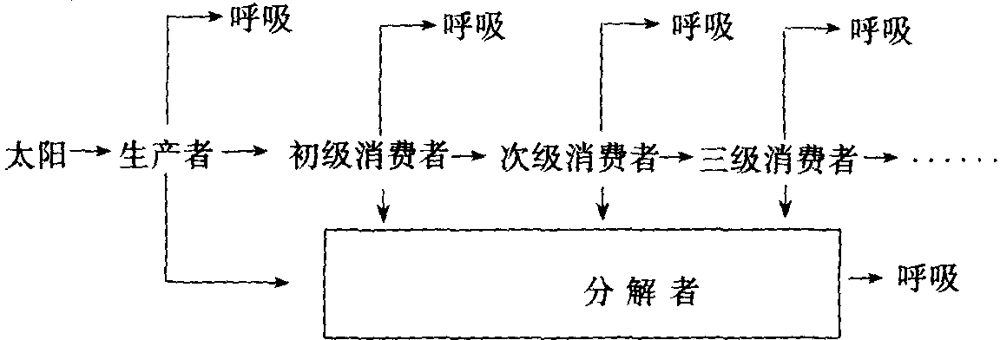 呼吸 呼吸 呼吸 呼吸
太阳 生产者 初级消费者 次级消费者 三级消费者 ······
分解者 呼吸